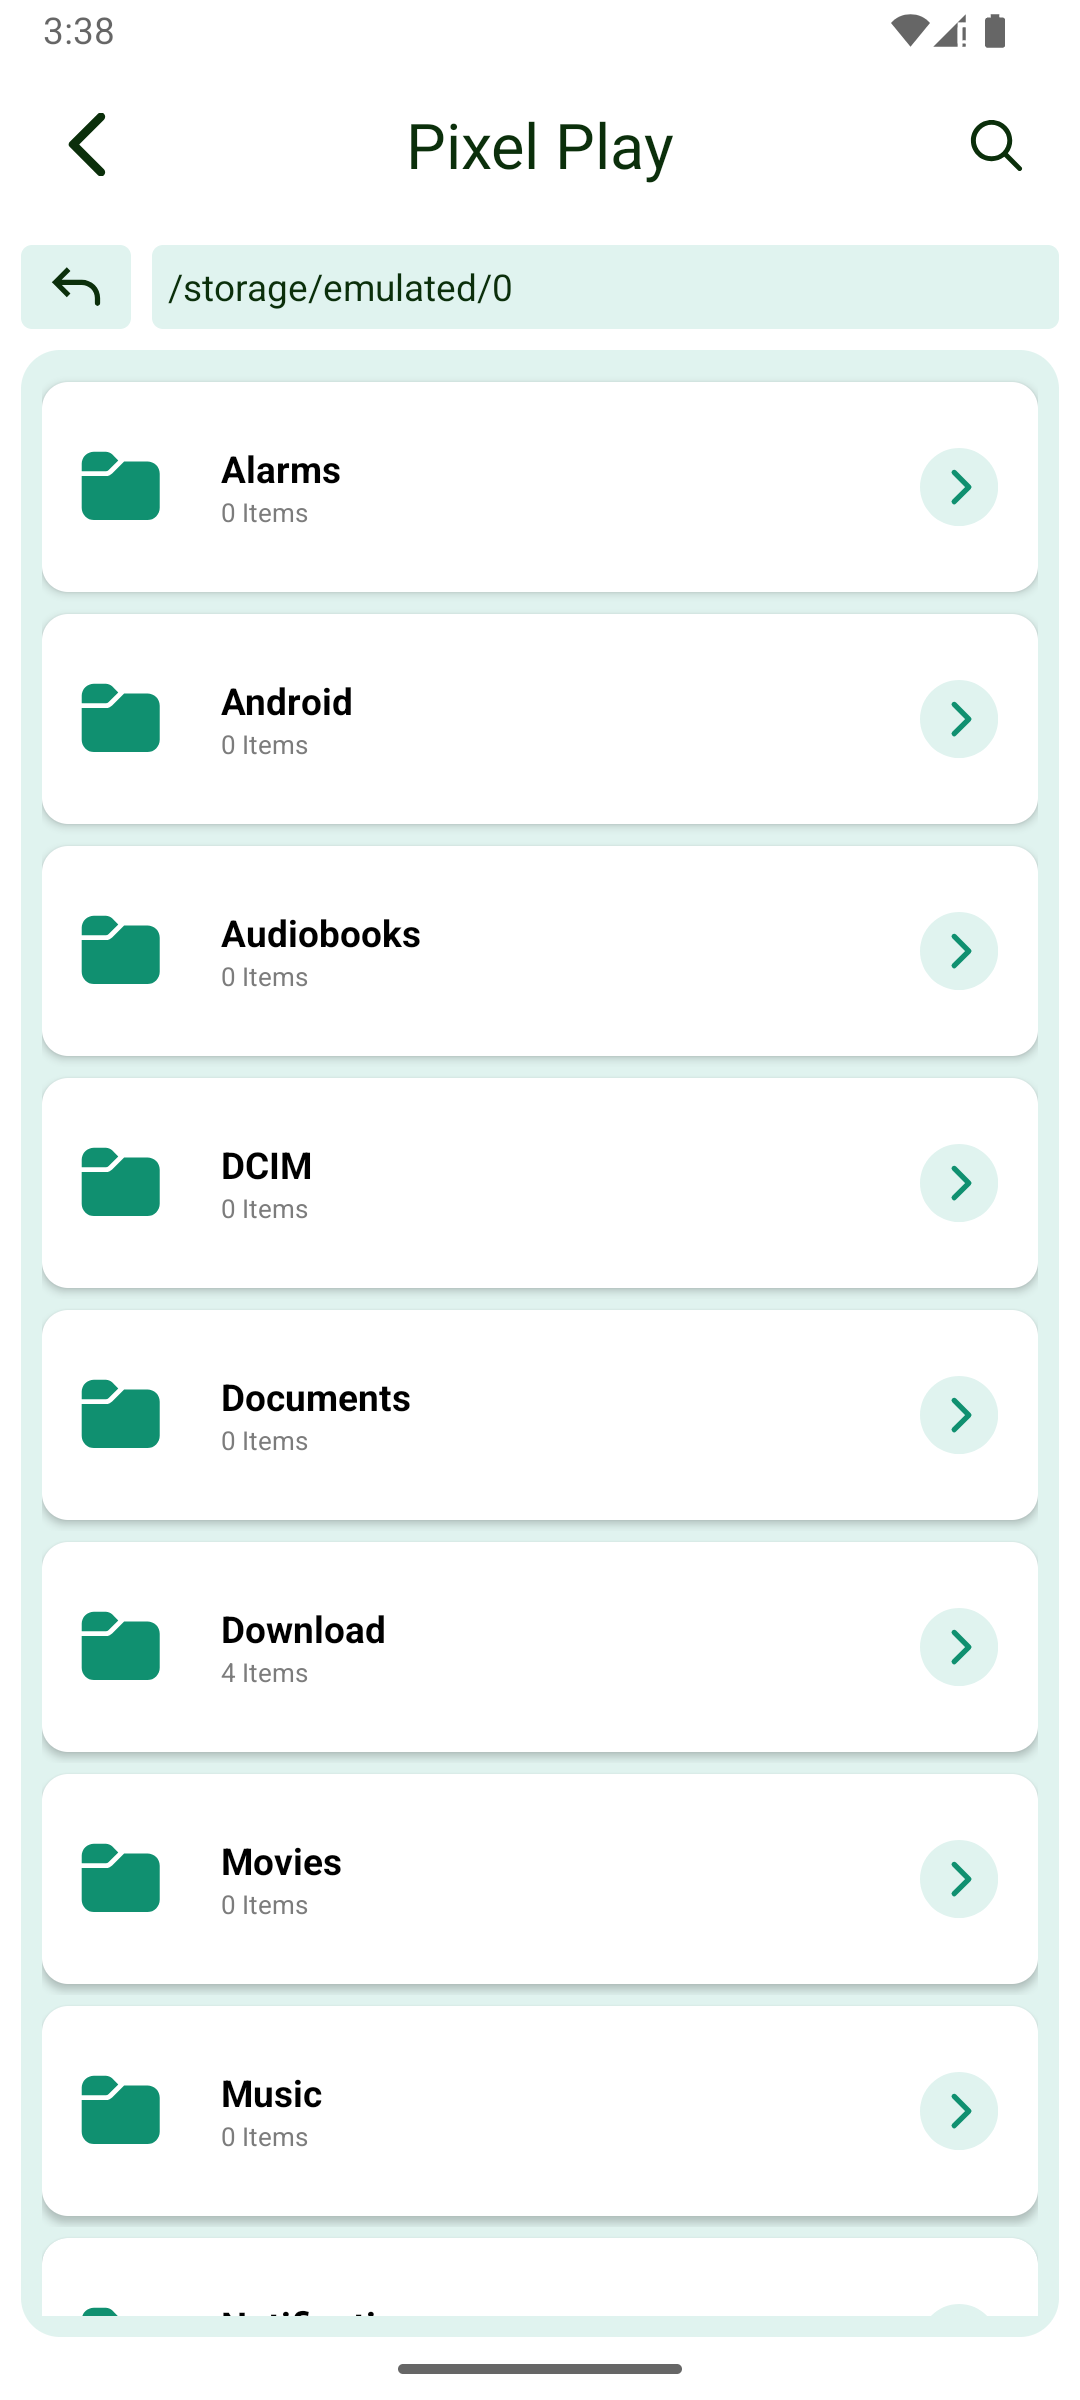 3:38
Pixel Play
/storage/emulated/0
Alarms
0 Items
Android
0 Items
Audiobooks
0 Items
DCIM
0 Items
Documents
0 Items
Download
4 Items
Movies
0 Items
Music
0 Items